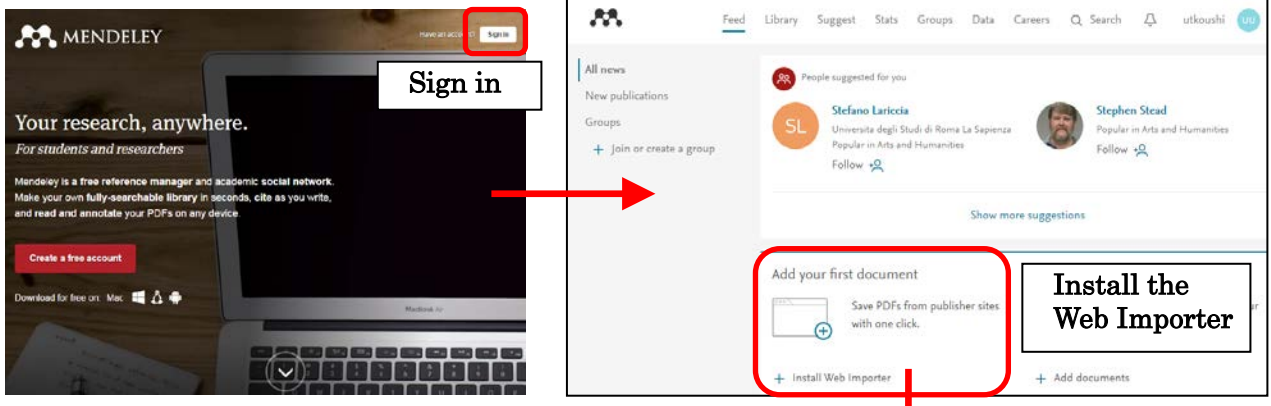 MENDELEY
Have an account? Sign in
Sign in
Your research, anywhere.
For students and researchers
Mendeley is a free reference manager and academic social network.
Make your own fully-searchable library in seconds, cite as you write,
and read and annotate your PDFs on any device.
Create a free account
Download for free on: Mac
MacBook Air
Feed Library Suggest Stats Groups Data Careers Search utkoushi UU
All news
New publications
Groups
+ Join or create a group
People suggested for you
SL
Stefano Lariccia
Universita degli Studi di Roma La Sapienza
Popular in Arts and Humanities
Follow
Stephen Stead
Popular in Arts and Humanities
Follow
Show more suggestions
Add your first document
Save PDFs from publisher sites
with one click.
+ Install Web Importer
Install the
Web Importer
+ Add documents